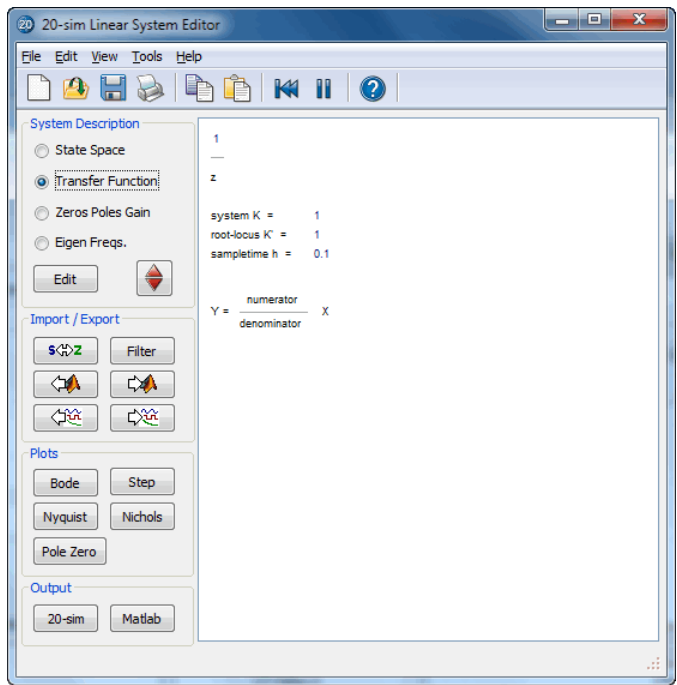 20-sim Linear System Editor
File Edit View Tools Help
System Description
State Space
Transfer Function
Zeros Poles Gain
Eigen Freqs.
Edit
Import / Export
S Z Filter
Plots
Bode Step
Nyquist Nichols
Pole Zero
Output
20-sim Matlab
1
z
system K = 1
root-locus K' = 1
sampletime h = 0.1
numerator
Y = X
denominator